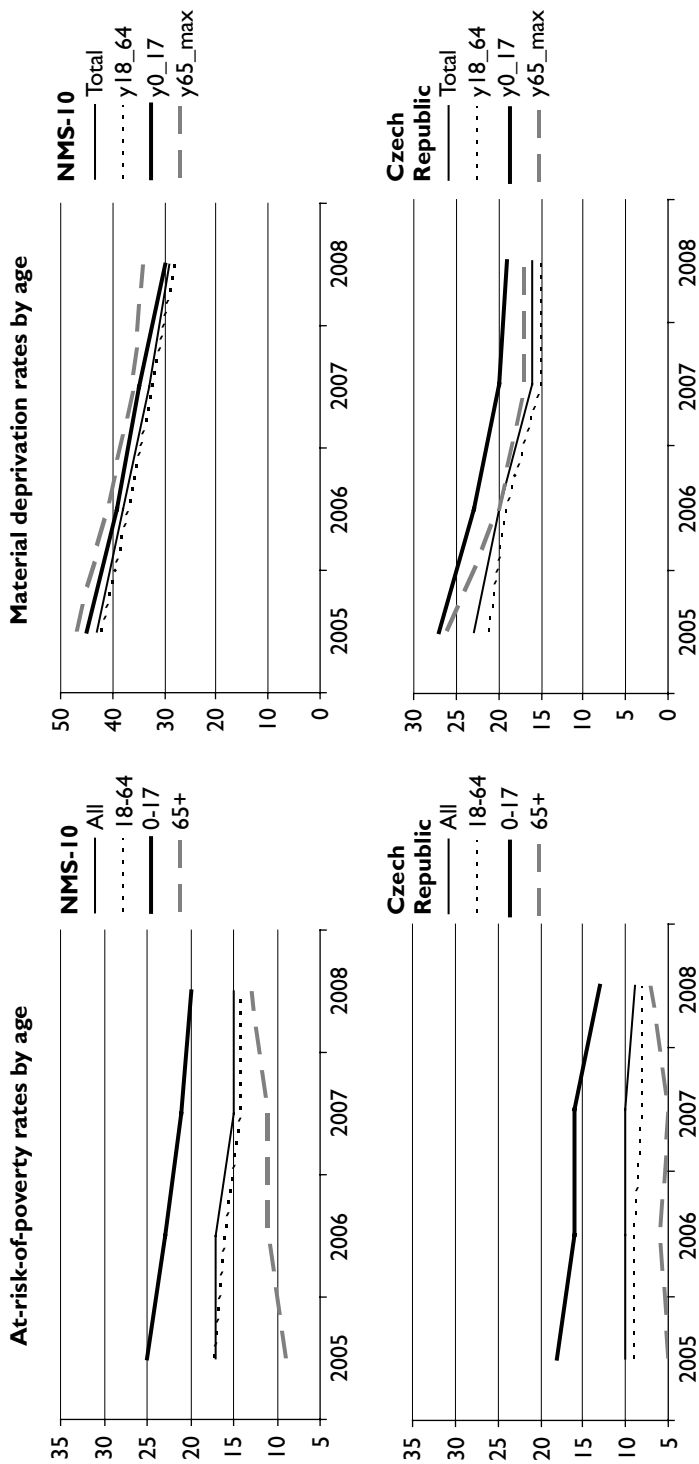 At-risk-of-poverty rates by age
NMS-10
All
18-64
0-17
65+
35
30
25
20
15
10
5
2005
2006
2007
2008
Czech
Republic
All
18-64
0-17
65+
35
30
25
20
15
10
5
2005
2006
2007
2008
Material deprivation rates by age
NMS-10
Total
y18_64
y0_17
y65_max
50
40
30
20
10
0
2005
2006
2007
2008
Czech
Republic
Total
y18_64
y0_17
y65_max
30
25
20
15
10
5
0
2005
2006
2007
2008